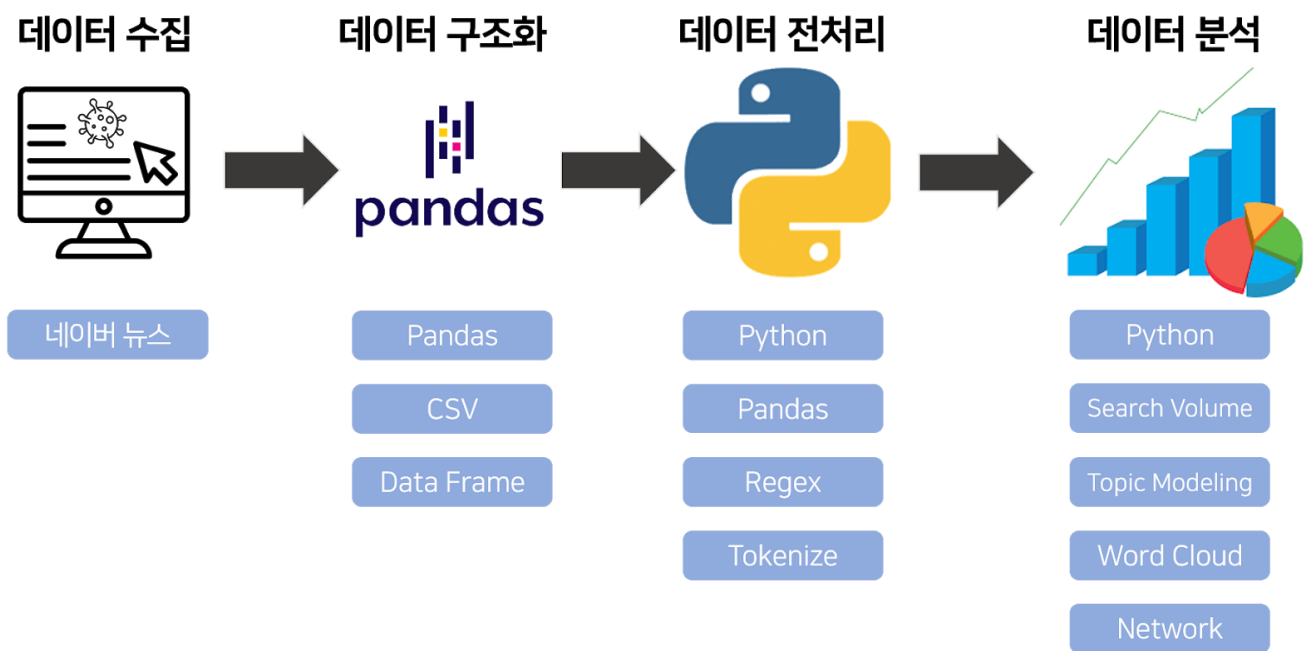 데이터 수집
데이터 구조화
데이터 전처리
데이터 분석
pandas
네이버 뉴스
Pandas
CSV
Data Frame
Python
Pandas
Regex
Tokenize
Python
Search Volume
Topic Modeling
Word Cloud
Network